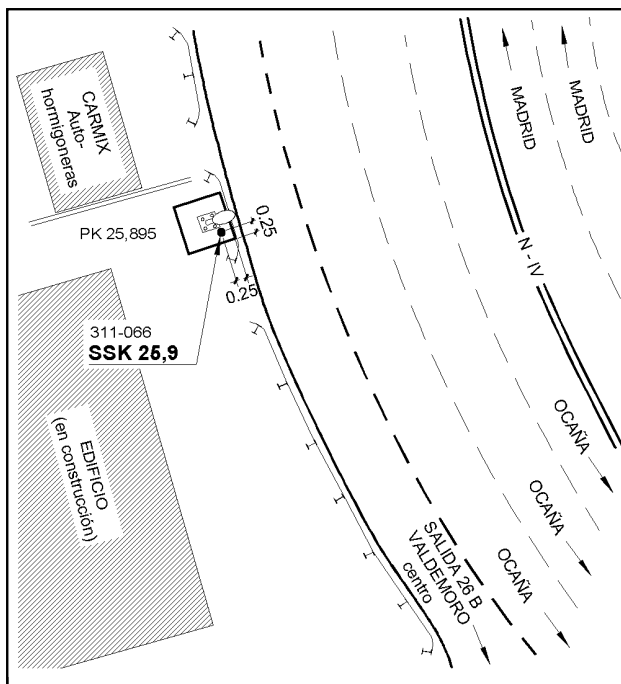 CARMIX
Auto-
hormigoneras
PK 25,895
0.25
0.25
311-066
SSK 25,9
EDIFICIO
(en construcción)
MADRID
MADRID
N - IV
OCAÑA
OCAÑA
OCAÑA
SALIDA 26 B
VALDEMORO
centro